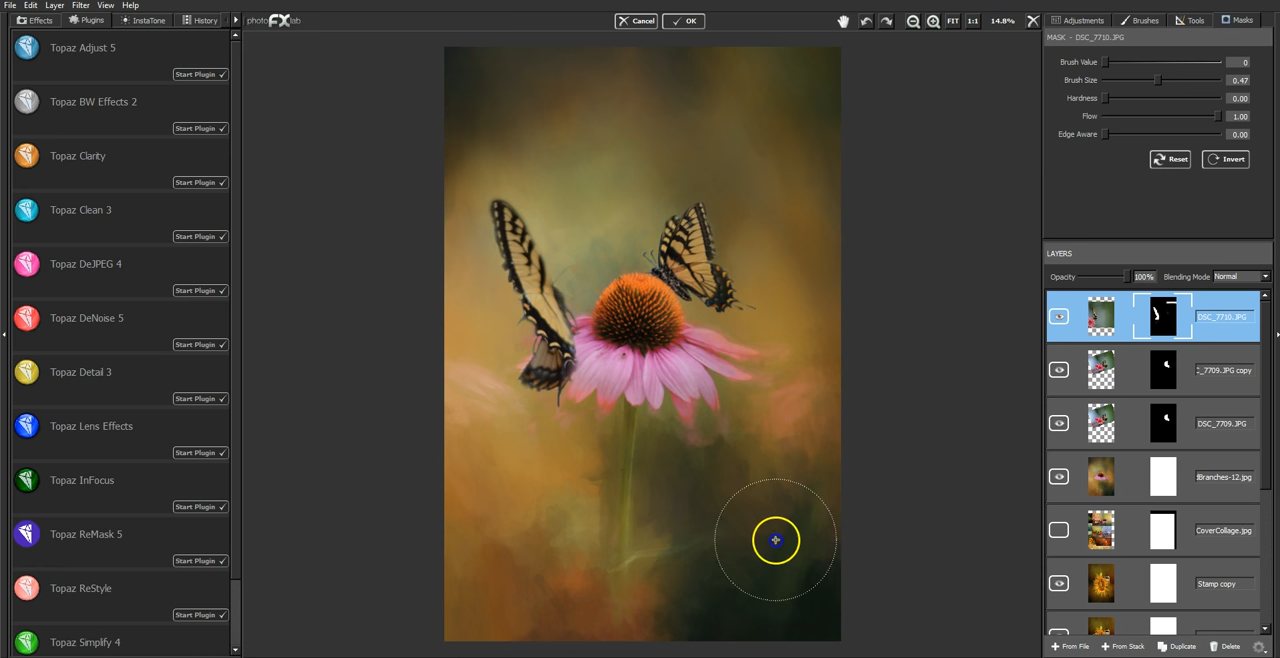 File Edit Layer Filter View Help
Effects Plugins InstaTone History
photoFXlab
Cancel OK
FIT 1:1 14.8%
Adjustments Brushes Tools Masks
Topaz Adjust 5
Start Plugin
Topaz BW Effects 2
Start Plugin
Topaz Clarity
Start Plugin
Topaz Clean 3
Start Plugin
Topaz DeJPEG 4
Start Plugin
Topaz DeNoise 5
Start Plugin
Topaz Detail 3
Start Plugin
Topaz Lens Effects
Start Plugin
Topaz InFocus
Start Plugin
Topaz ReMask 5
Start Plugin
Topaz ReStyle
Start Plugin
Topaz Simplify 4
MASK - DSC_7710.JPG
Brush Value 0
Brush Size 0.47
Hardness 0.00
Flow 1.00
Edge Aware 0.00
Reset Invert
LAYERS
Opacity 100% Blending Mode Normal
DSC_7710.JPG
_7709.JPG copy
DSC_7709.JPG
Branches-12.jpg
CoverCollage.jpg
Stamp copy
From File From Stack Duplicate Delete